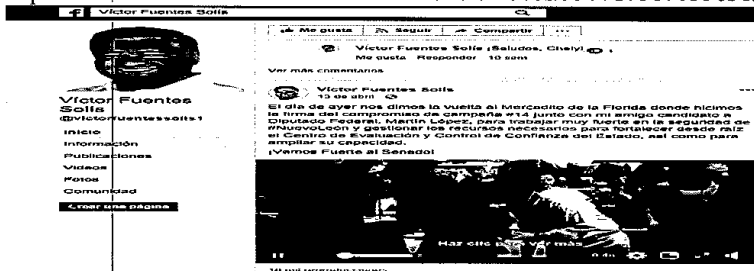 Víctor Fuentes Solís
Me gusta Seguir Compartir ...
Víctor Fuentes Solís ¡Saludos, Chely!
Me gusta Responder 10 sem
Ver más comentarios
Víctor Fuentes Solís
13 de abril
El día de ayer nos dimos la vuelta al Mercadito de la Florida donde hicimos
la firma del compromiso de campaña #14 junto con mi amigo candidato a
Diputado Federal, Martín López, para trabajar muy fuerte en la seguridad de
#NuevoLeón y gestionar los recursos necesarios para fortalecer desde raíz
el Centro de Evaluación y Control de Confianza del Estado, así como para
ampliar su capacidad.
¡Vamos Fuerte al Senado!
Víctor Fuentes
Solís
@victorfuentessolis1
Inicio
Información
Publicaciones
Videos
Fotos
Comunidad
Crear una página
Haz clic para ver más